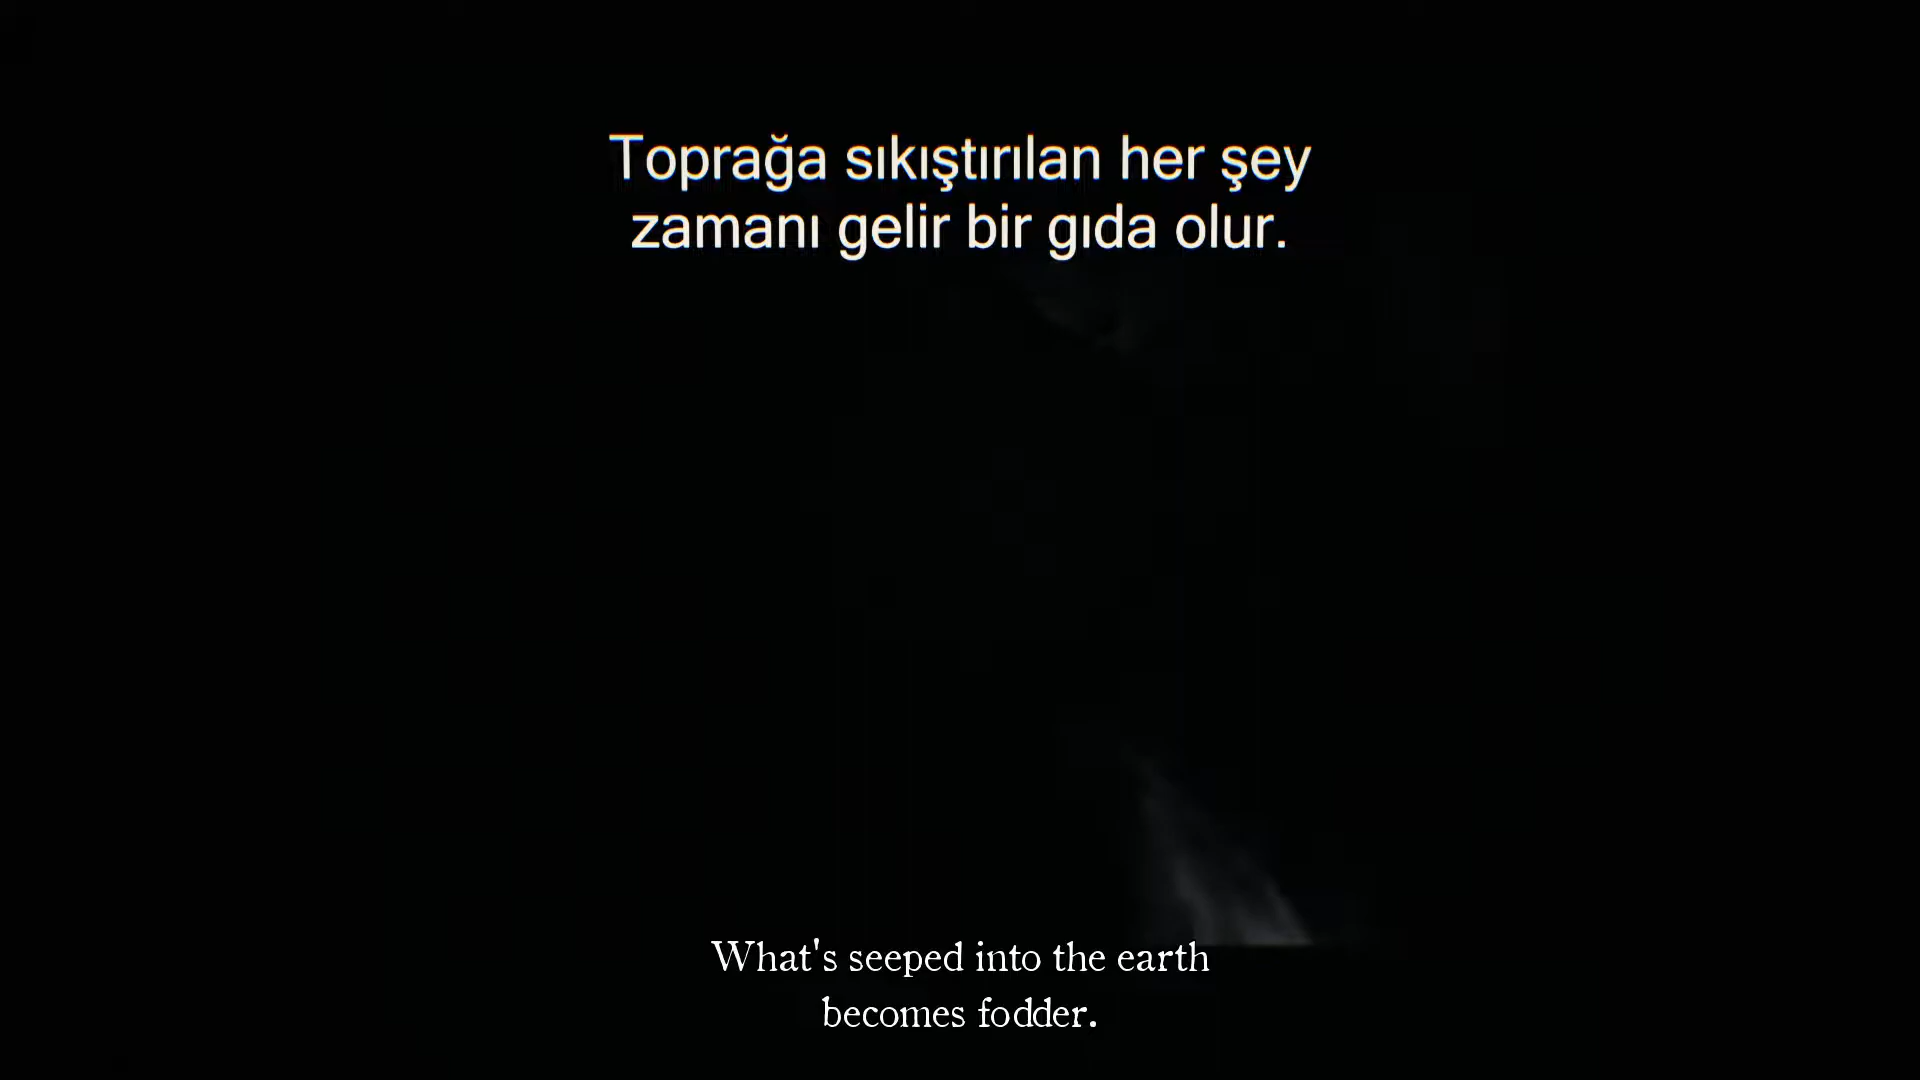 Toprağa sıkıştırılan her şey
zamanı gelir bir gıda olur.
What's seeped into the earth
becomes fodder.